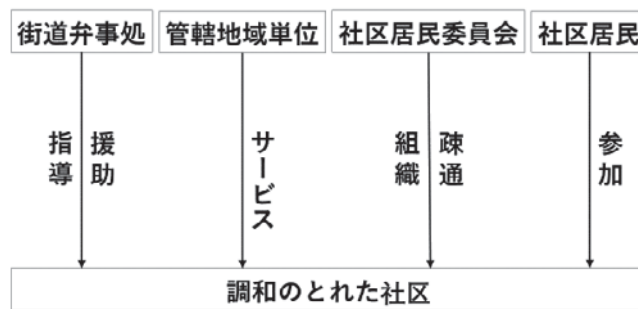 街道弁事処
管轄地域単位
社区居民委員会
社区居民
指導
援助
サービス
組織
疎通
参加
調和のとれた社区